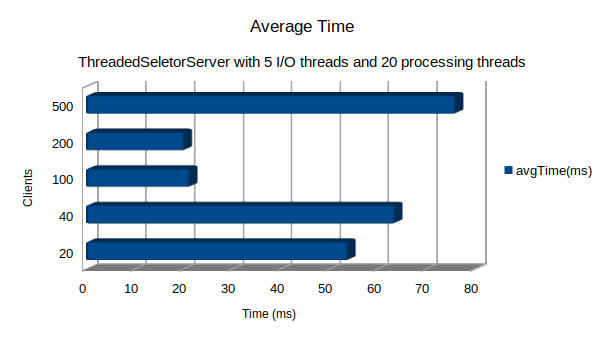 Average Time
ThreadedSeletorServer with 5 I/O threads and 20 processing threads
500
200
100
40
20
Clients
avgTime(ms)
0 10 20 30 40 50 60 70 80
Time (ms)